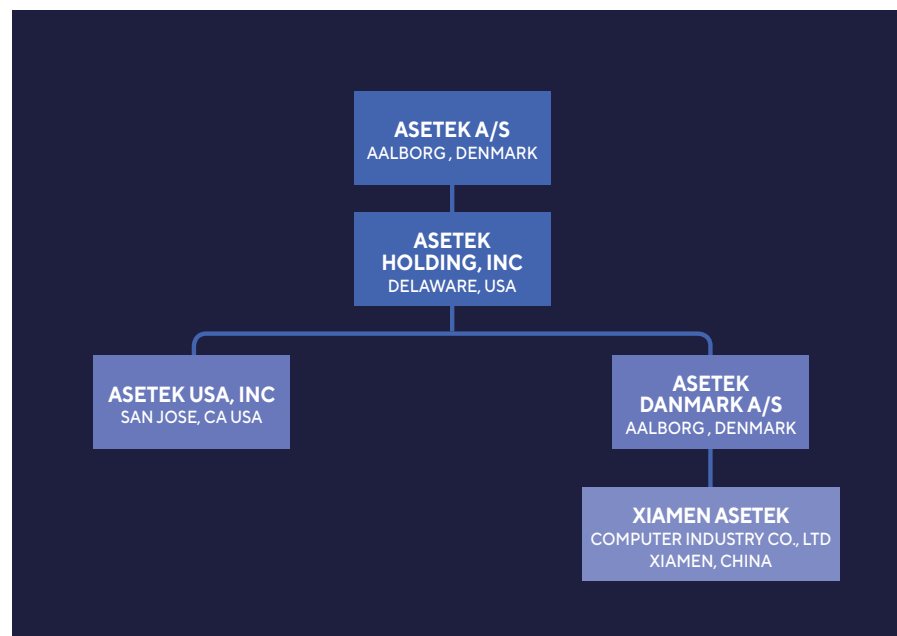 ASETEK A/S
AALBORG , DENMARK
ASETEK
HOLDING, INC
DELAWARE, USA
ASETEK USA, INC
SAN JOSE, CA USA
ASETEK
DANMARK A/S
AALBORG , DENMARK
XIAMEN ASETEK
COMPUTER INDUSTRY CO., LTD
XIAMEN, CHINA